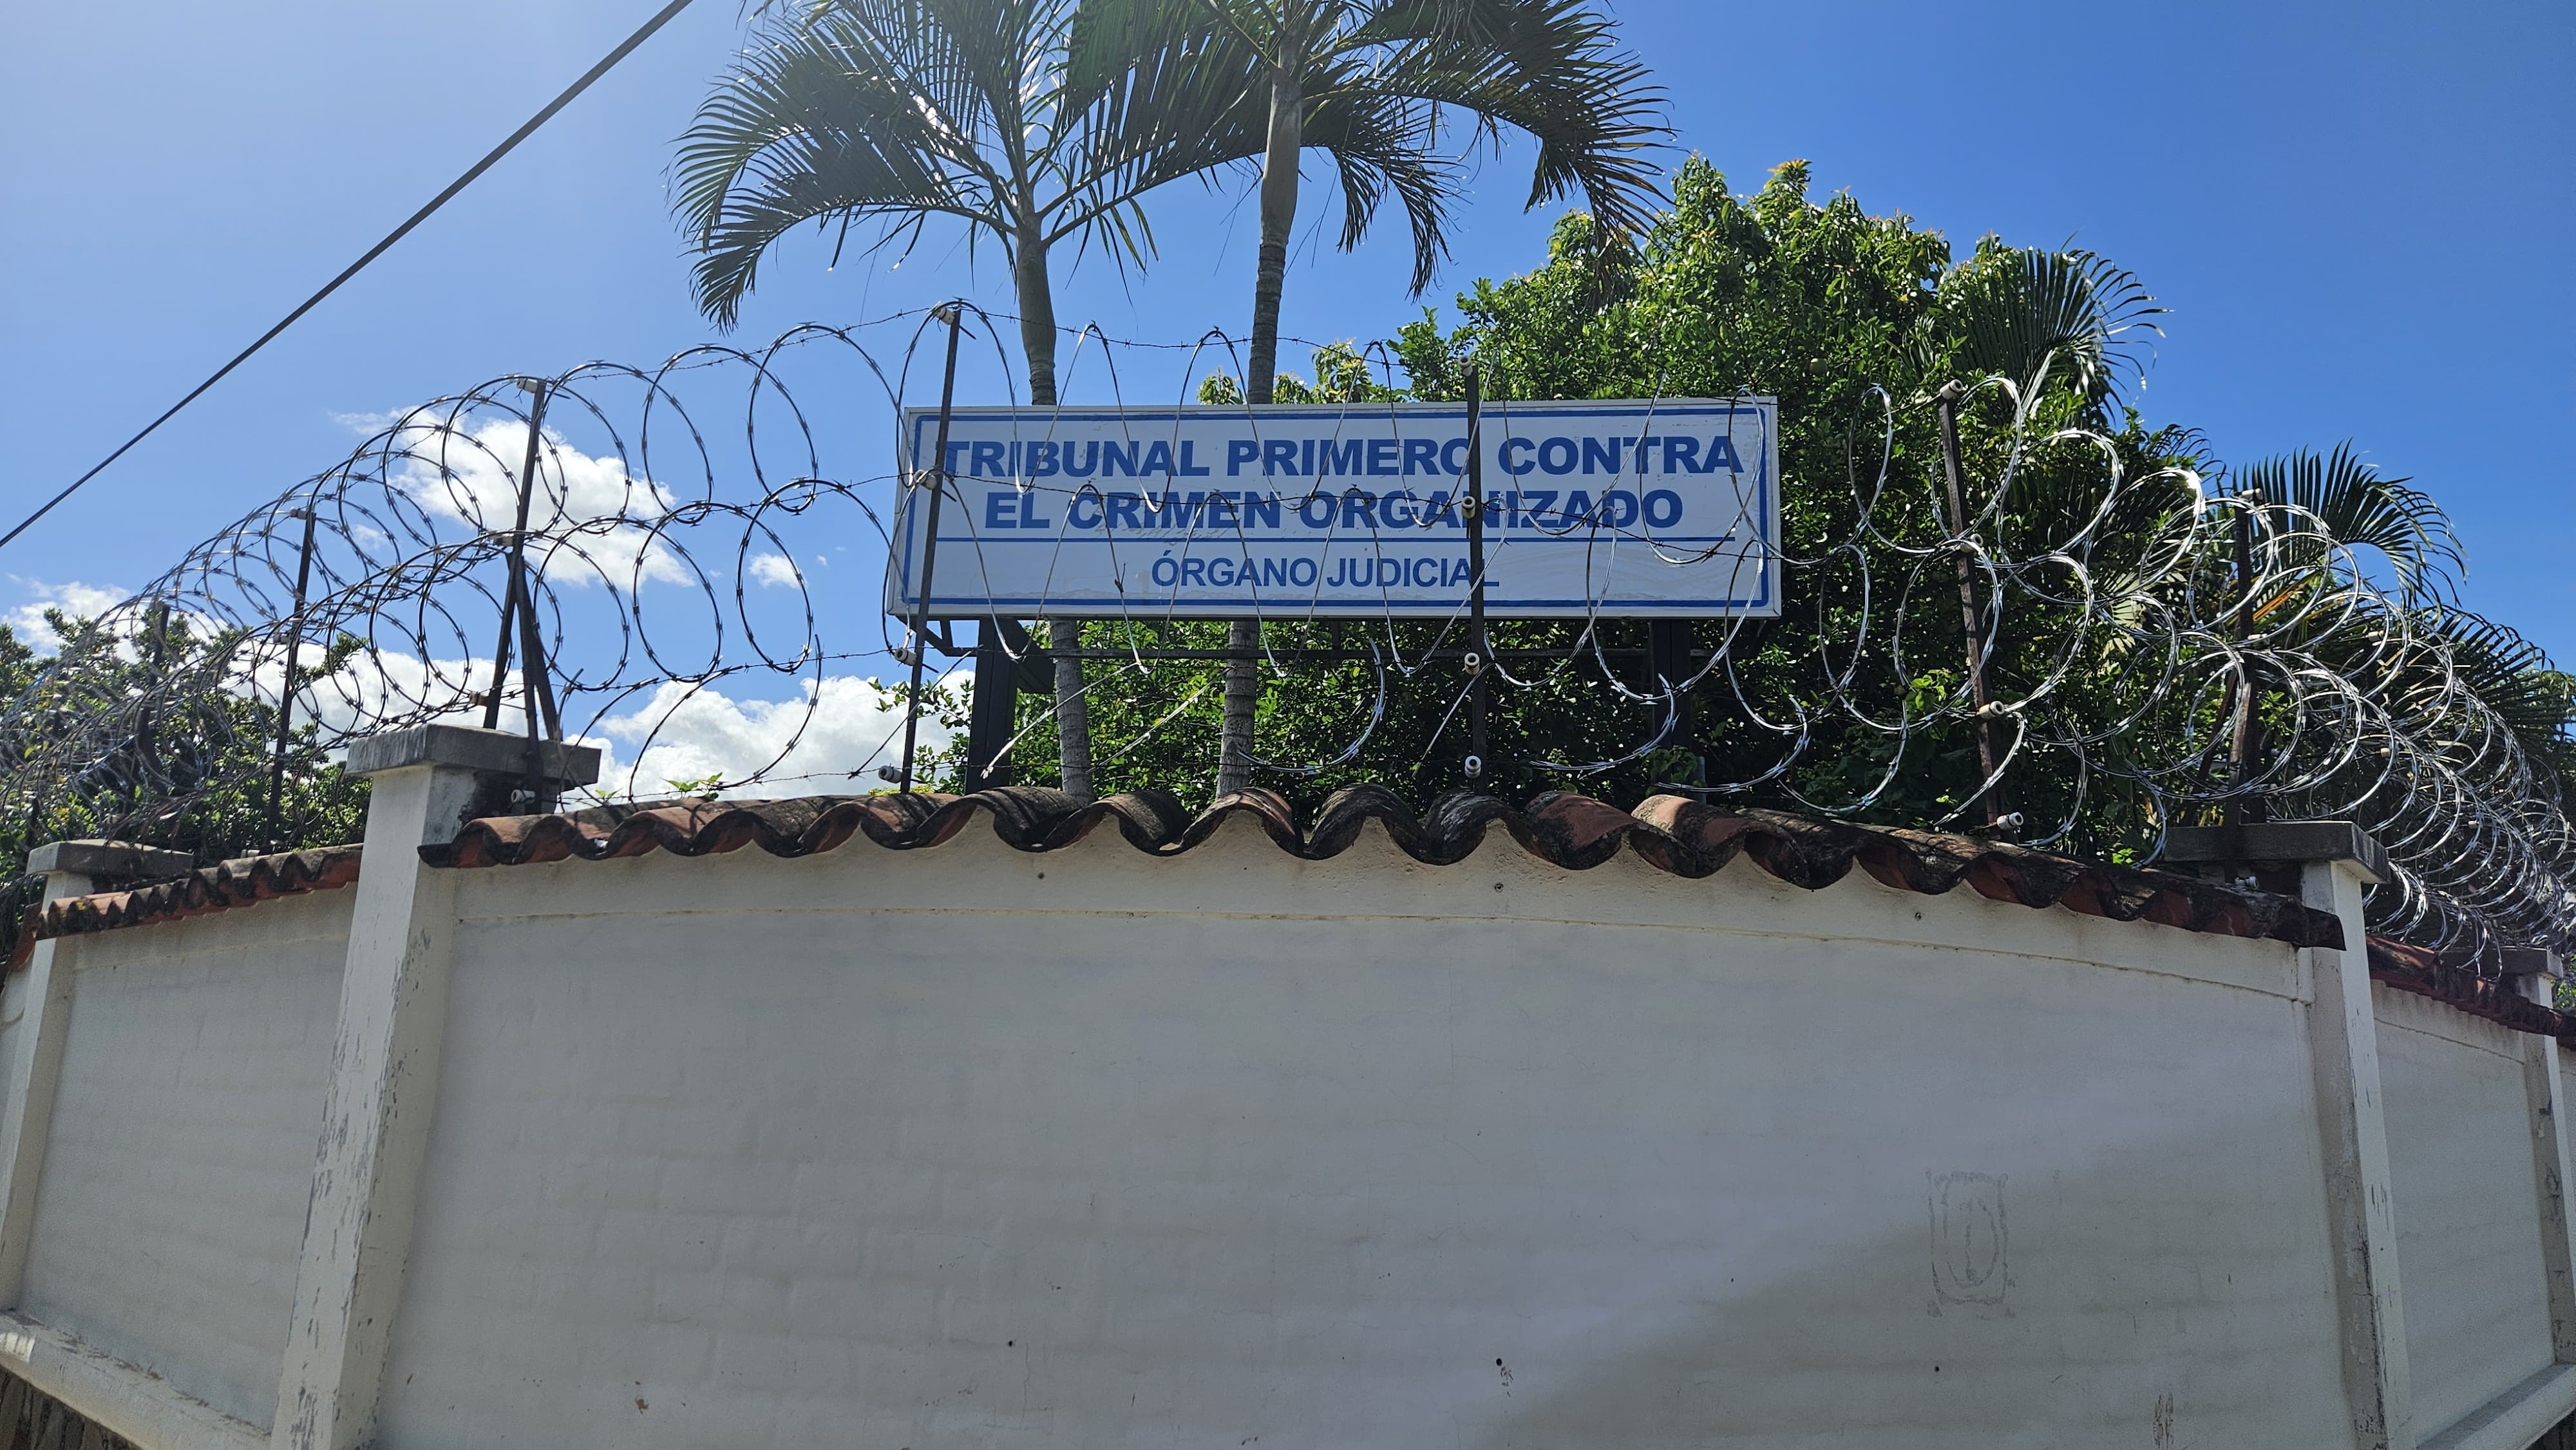 TRIBUNAL PRIMERO CONTRA
EL CRIMEN ORGANIZADO
ÓRGANO JUDICIAL